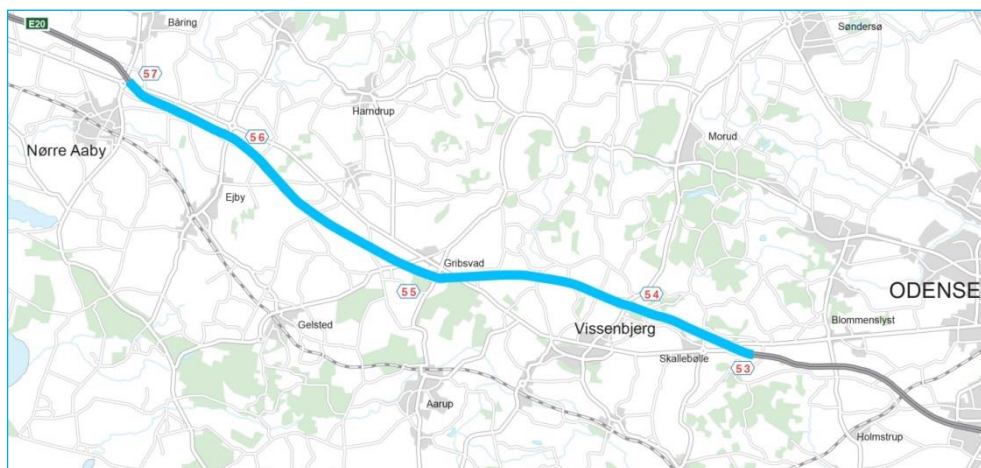 E20
Båring
Søndersø
57
Harndrup
56
Morud
Nørre Aaby
Ejby
Gribsvad
55
54
ODENSE
Gelsted
Vissenbjerg
Blommenslyst
Skallebølle
53
Aarup
Holmstrup